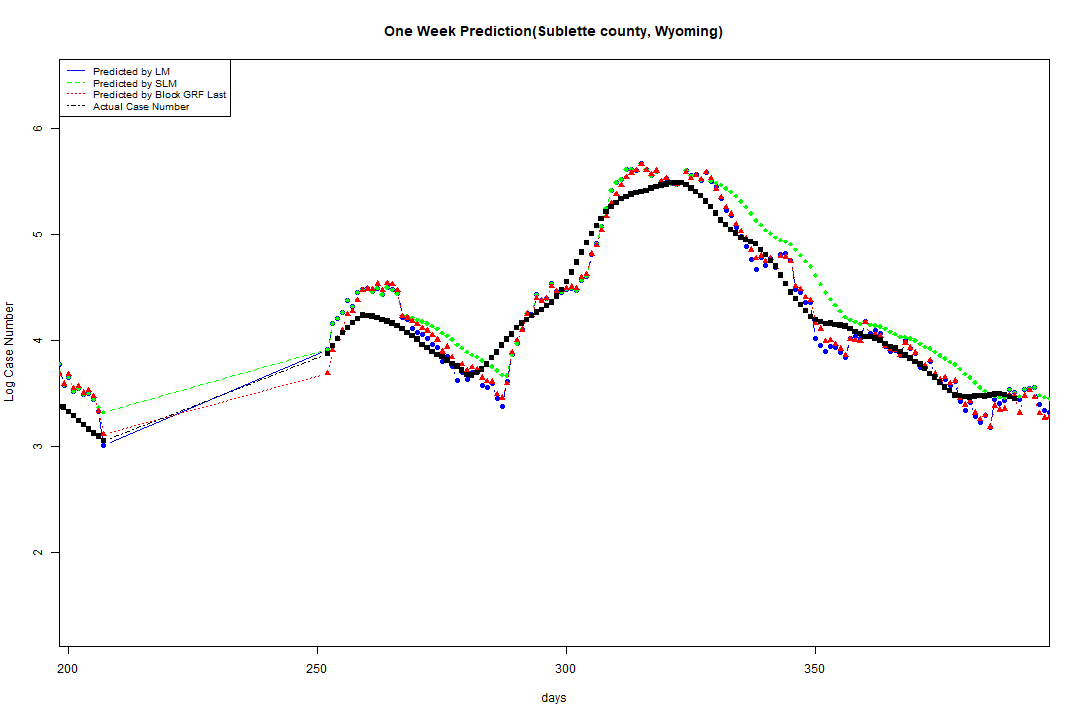 One Week Prediction(Sublette county, Wyoming)
Predicted by LM
Predicted by SLM
Predicted by Block GRF Last
Actual Case Number
6
5
4
3
2
Log Case Number
200
250
300
350
days